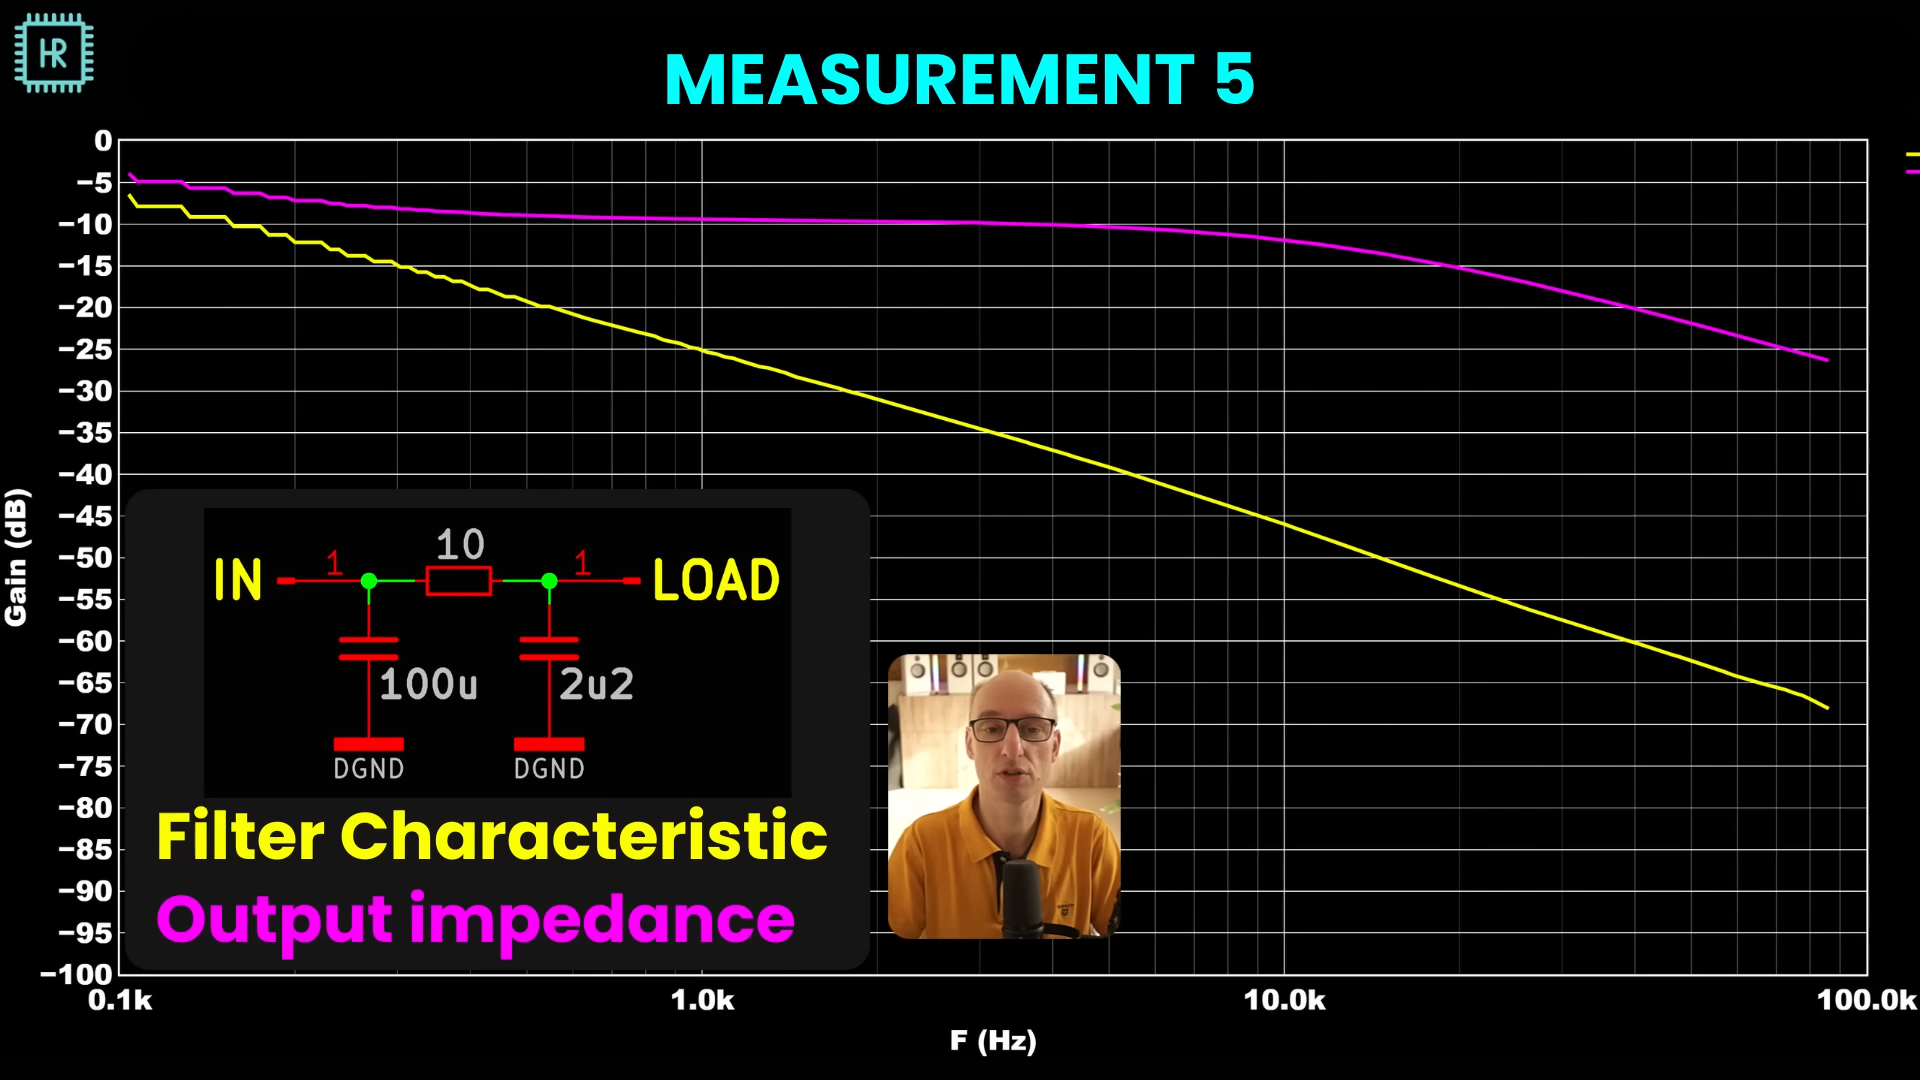 HR
MEASUREMENT 5
0
−5
−10
−15
−20
−25
−30
−35
−40
−45
−50
−55
−60
−65
−70
−75
−80
−85
−90
−95
−100
Gain (dB)
IN 1 10 1 LOAD
100u 2u2
DGND DGND
Filter Characteristic
Output impedance
0.1k 1.0k 10.0k 100.0k
F (Hz)